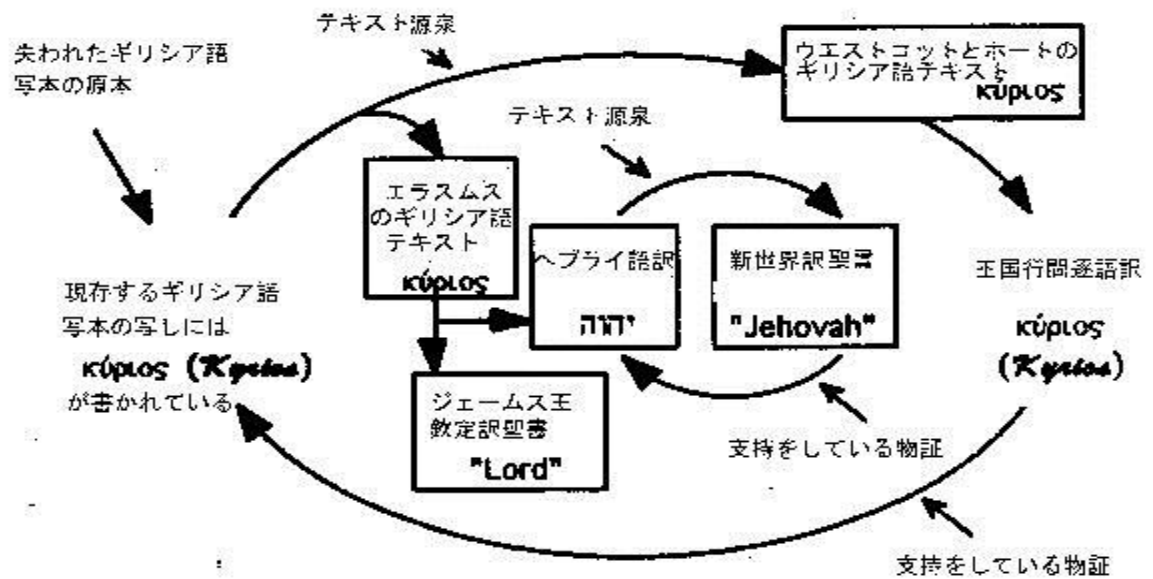 失われたギリシア語
写本の原本
テキスト源泉
ウエストコットとホートの
ギリシア語テキスト
κύριος
テキスト源泉
エラスムス
のギリシア語
テキスト
κύριος
ヘブライ語訳
יהוה
新世界訳聖書
"Jehovah"
王国行間逐語訳
κύριος
(Kyrios)
現存するギリシア語
写本の写しには
κύριος (Kyrios)
が書かれている
ジェームス王
欽定訳聖書
"Lord"
支持をしている物証
支持をしている物証